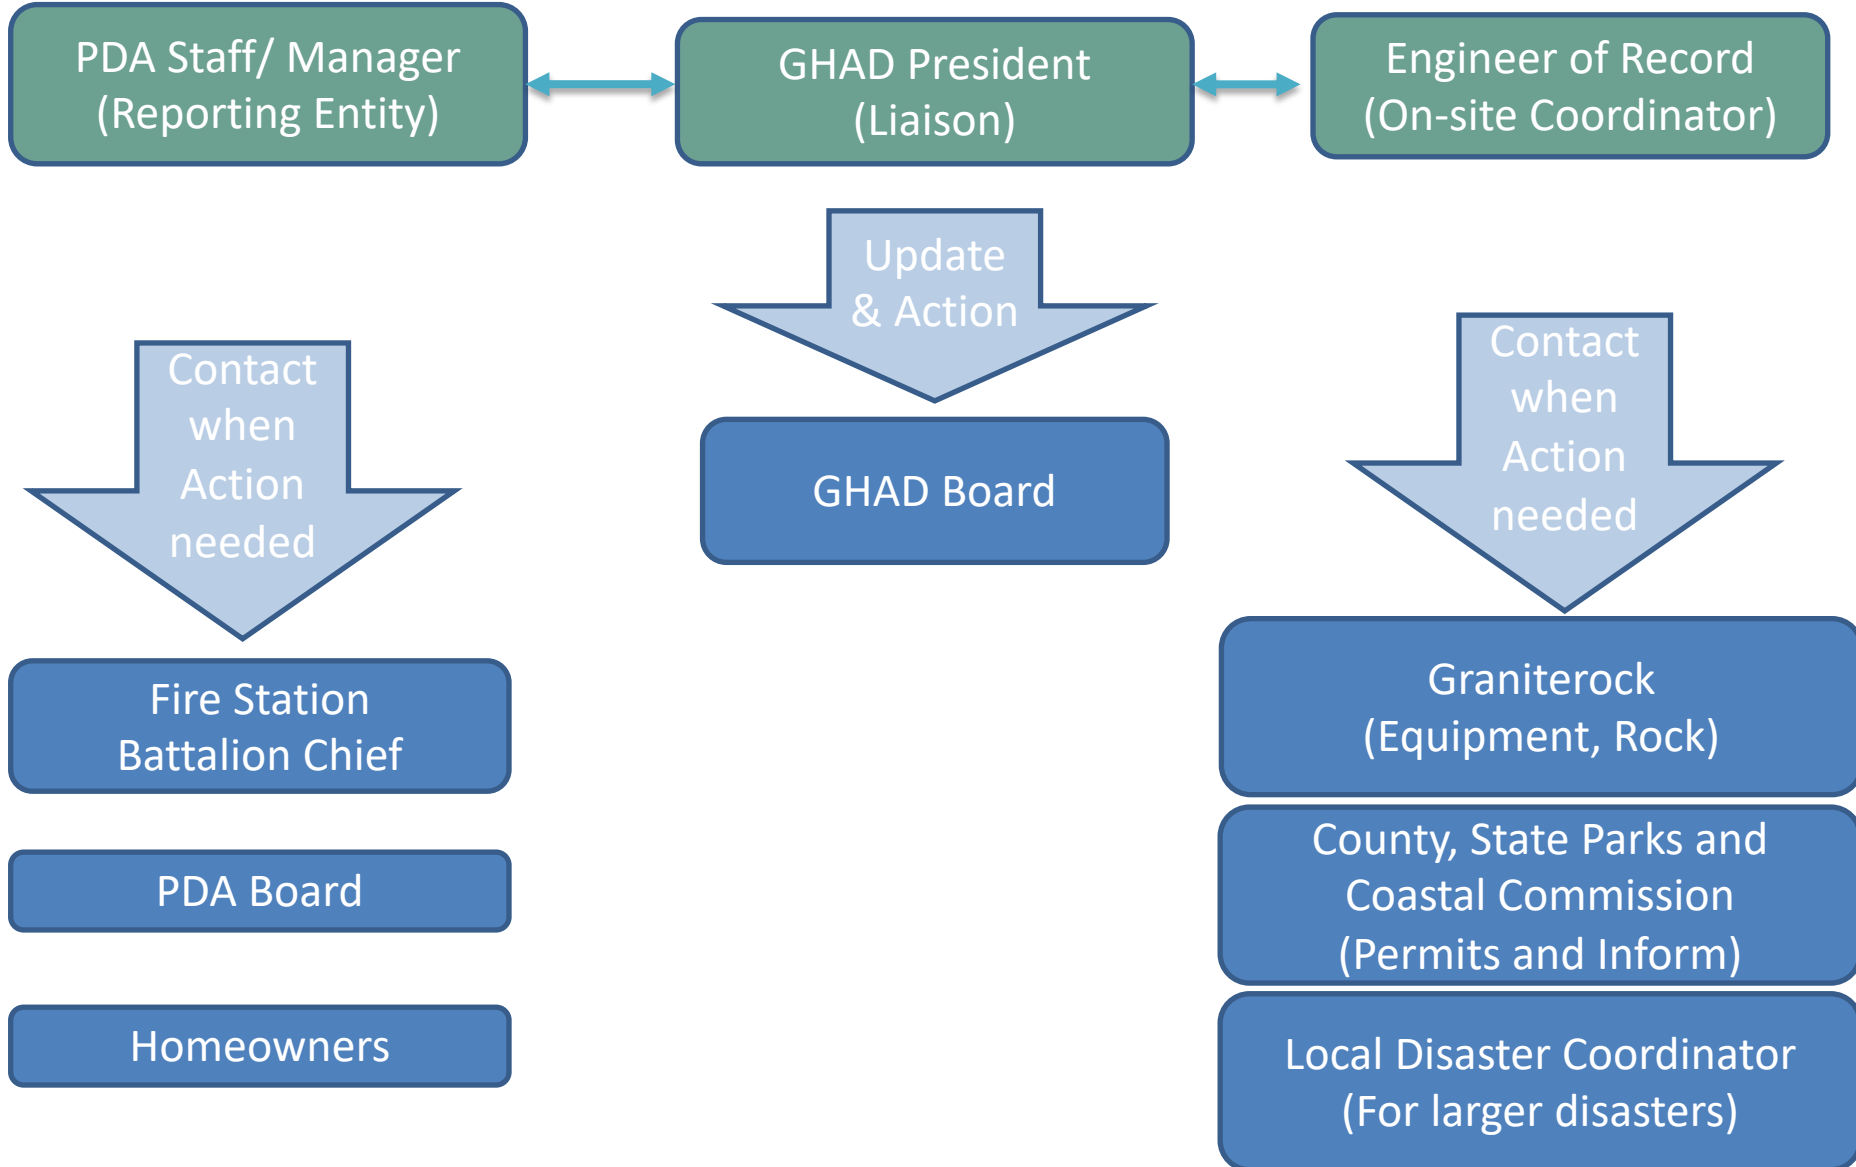 PDA Staff/ Manager
(Reporting Entity)
GHAD President
(Liaison)
Engineer of Record
(On-site Coordinator)
Update
& Action
Contact
when
Action
needed
Contact
when
Action
needed
GHAD Board
Fire Station
Battalion Chief
PDA Board
Homeowners
Graniterock
(Equipment, Rock)
County, State Parks and
Coastal Commission
(Permits and Inform)
Local Disaster Coordinator
(For larger disasters)